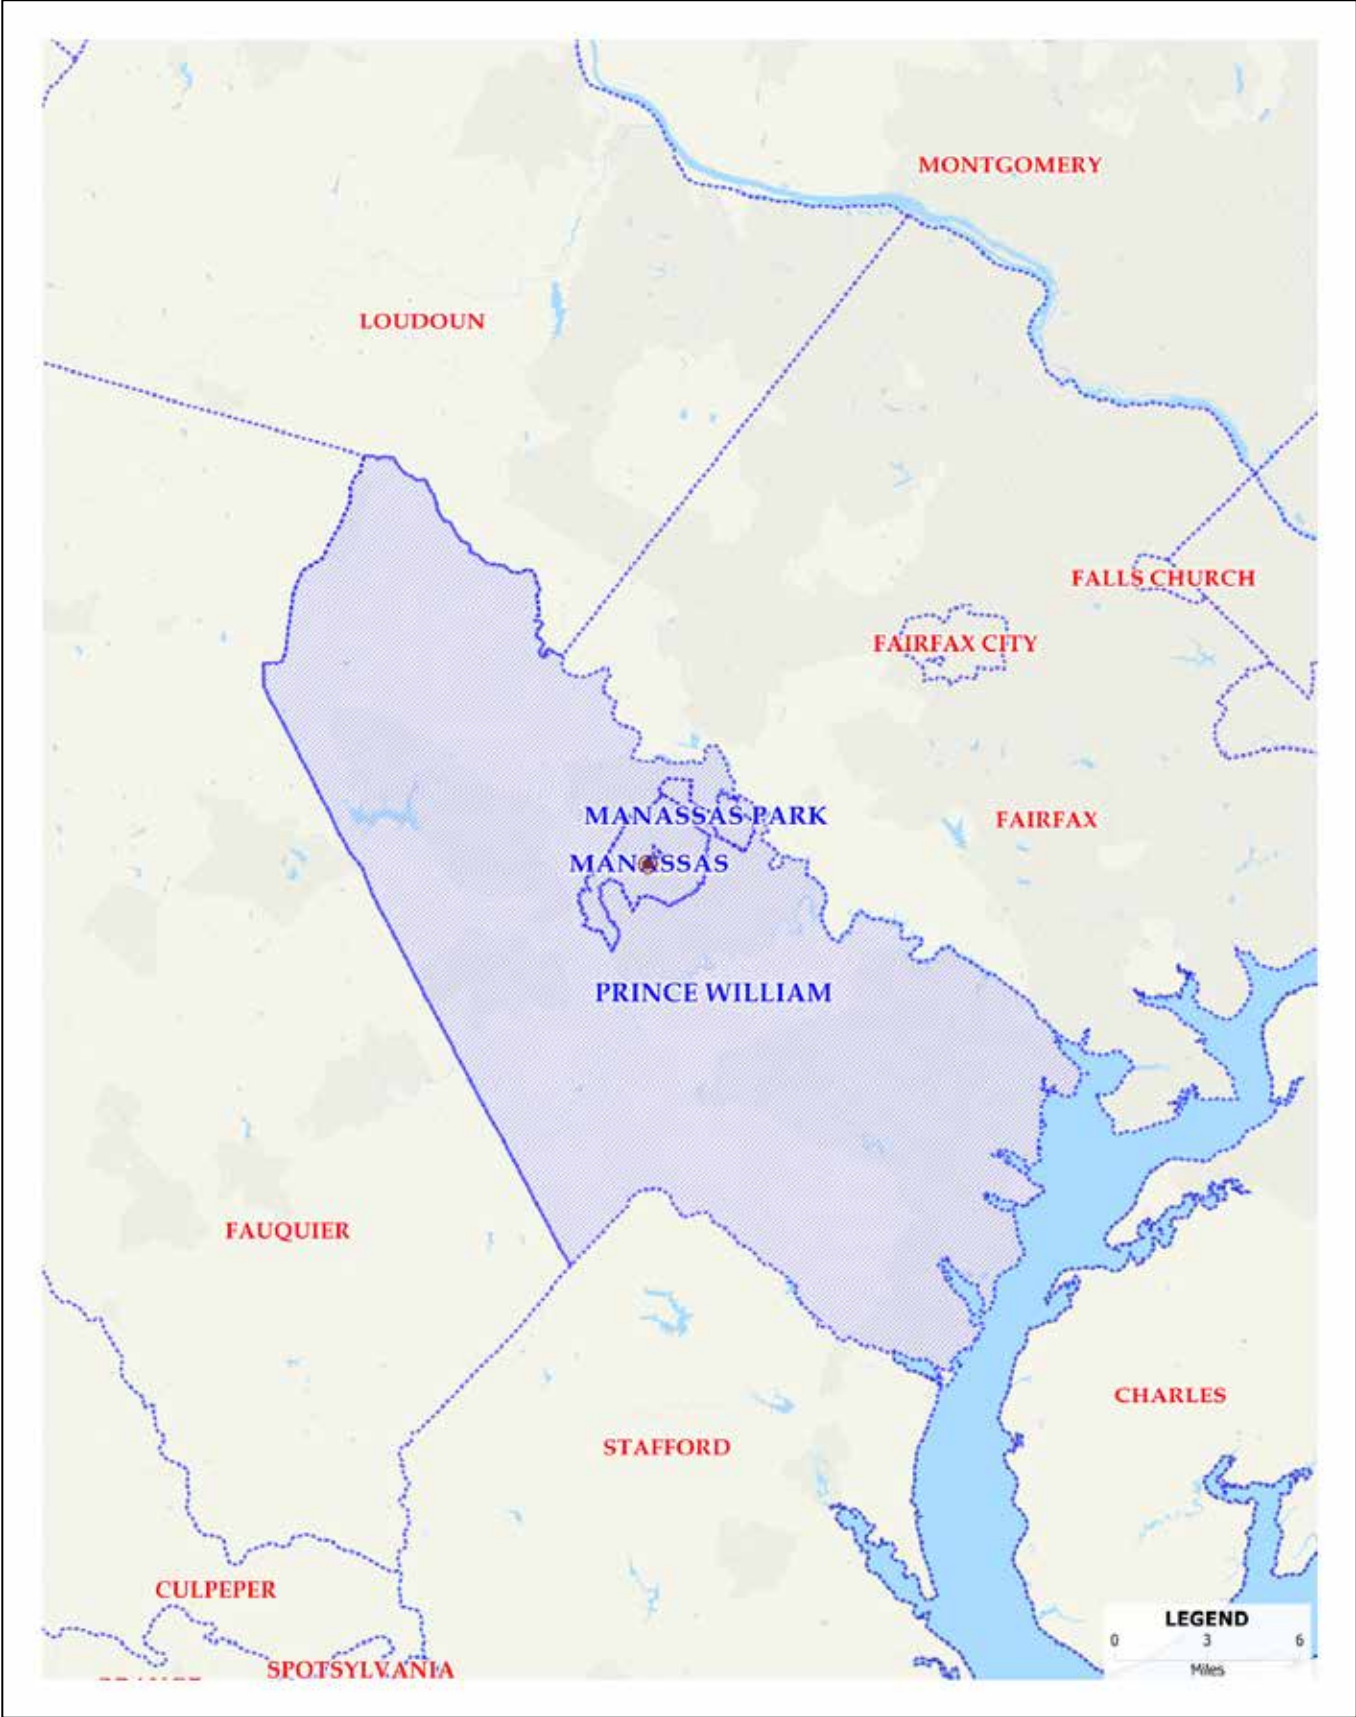 MONTGOMERY
LOUDOUN
FALLS CHURCH
FAIRFAX CITY
MANASSAS PARK
FAIRFAX
MANASSAS
PRINCE WILLIAM
FAUQUIER
CHARLES
STAFFORD
CULPEPER
SPOTSYLVANIA
LEGEND
0 3 6
Miles